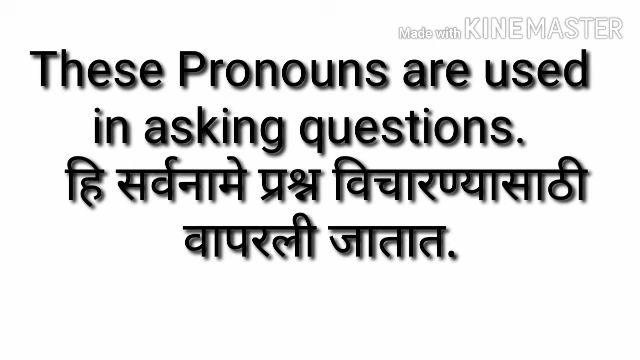 Made with KINEMASTER
These Pronouns are used
in asking questions.
हि सर्वनामे प्रश्न विचारण्यासाठी
वापरली जातात.